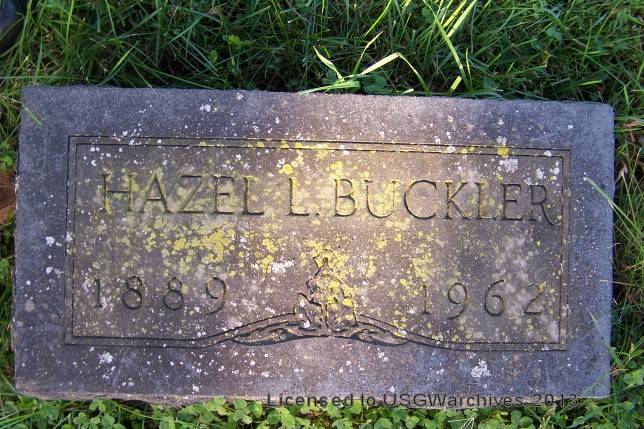 HAZEL L. BUCKLER
1889 1962
Licensed to USGWarchives 2013